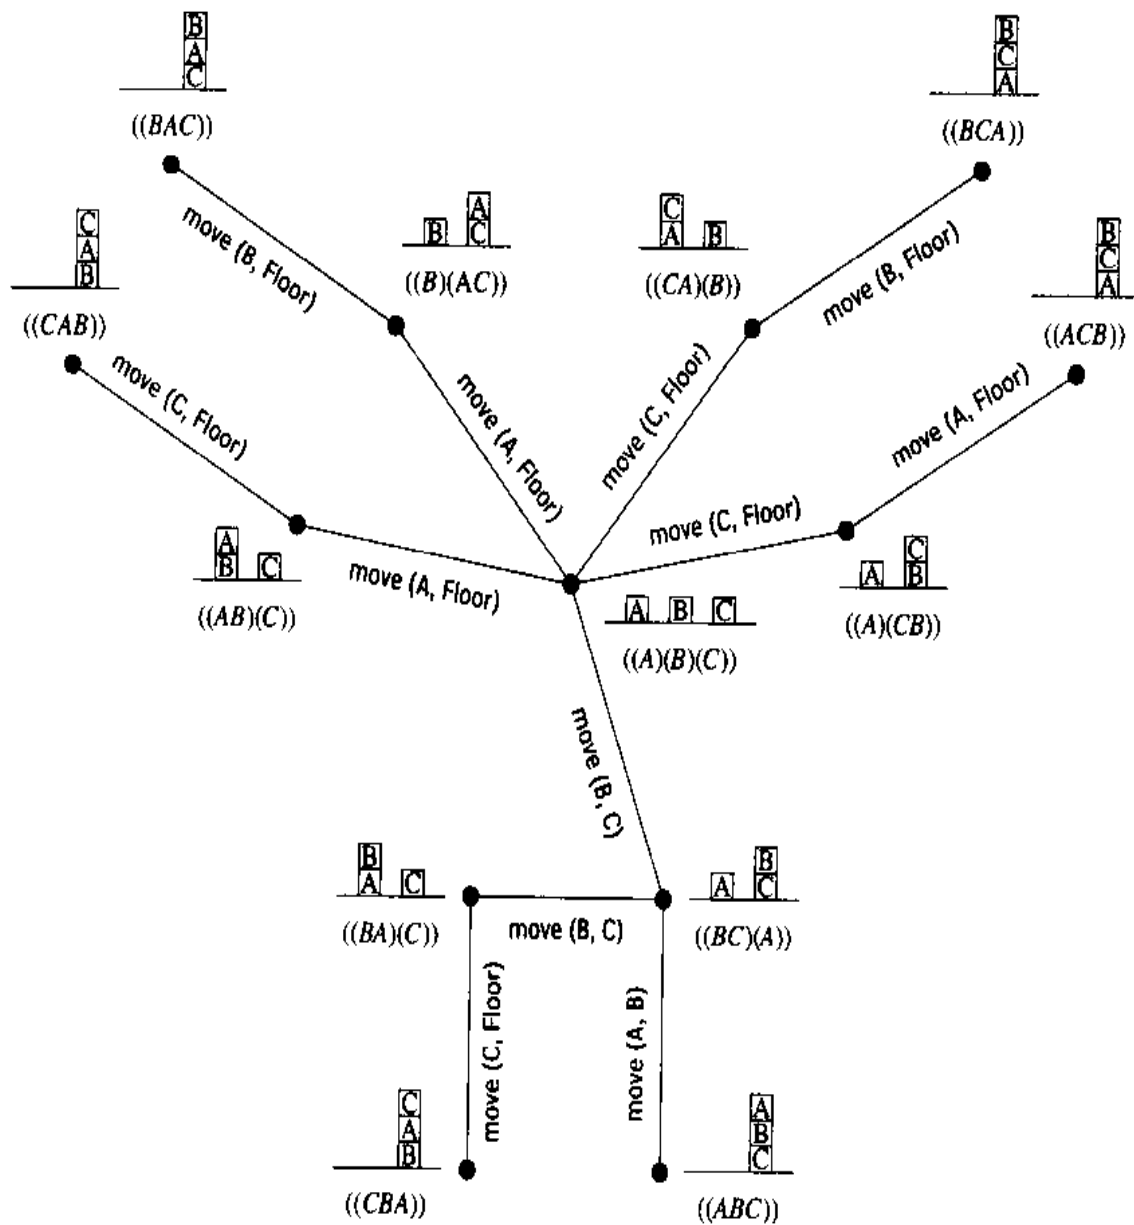 B
A
C
((BAC))
B
C
A
((BCA))
move (B, Floor)
B
A
C
((B)(AC))
C
A
B
((CA)(B))
move (B, Floor)
C
A
B
((CAB))
B
C
A
((ACB))
move (C, Floor)
move (A, Floor)
move (C, Floor)
move (A, Floor)
A
B
C
((AB)(C))
move (A, Floor)
move (C, Floor)
A
B
C
((A)(B)(C))
A
C
B
((A)(CB))
move (B, C)
B
A
C
((BA)(C))
move (B, C)
A
B
C
((BC)(A))
move (C, Floor)
move (A, B)
C
A
B
((CBA))
A
B
C
((ABC))